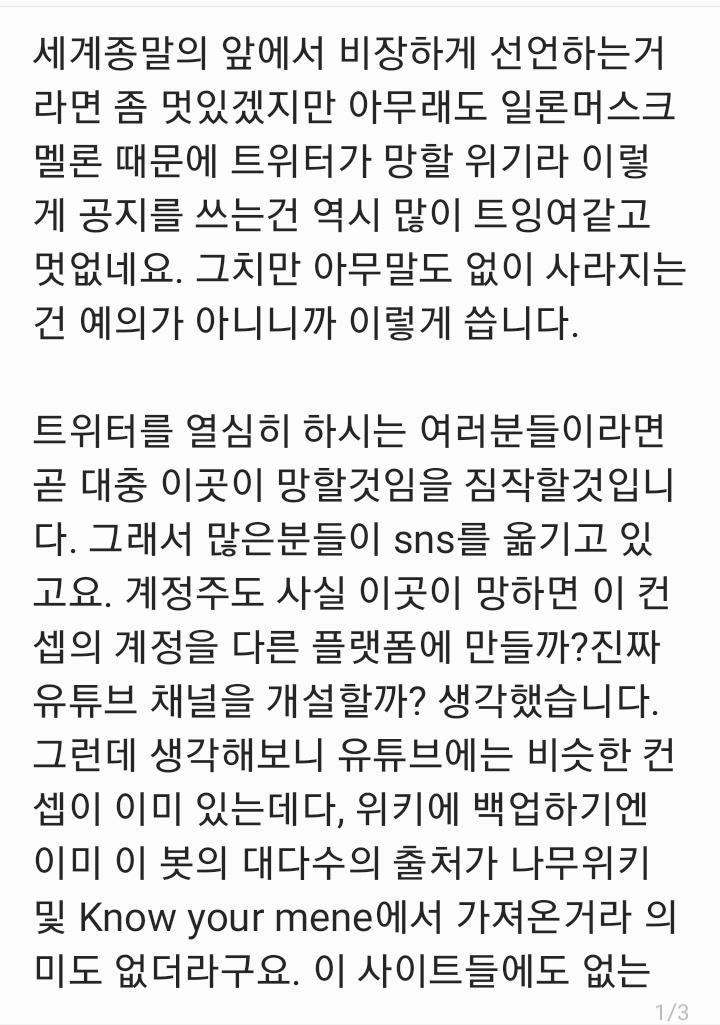 세계종말의 앞에서 비장하게 선언하는거
라면 좀 멋있겠지만 아무래도 일론머스크
멜론 때문에 트위터가 망할 위기라 이렇
게 공지를 쓰는건 역시 많이 트잉여같고
멋없네요. 그치만 아무말도 없이 사라지는
건 예의가 아니니까 이렇게 씁니다.

트위터를 열심히 하시는 여러분들이라면
곧 대충 이곳이 망할것임을 짐작할것입니
다. 그래서 많은분들이 sns를 옮기고 있
고요. 계정주도 사실 이곳이 망하면 이 컨
셉의 계정을 다른 플랫폼에 만들까?진짜
유튜브 채널을 개설할까? 생각했습니다.
그런데 생각해보니 유튜브에는 비슷한 컨
셉이 이미 있는데다, 위키에 백업하기엔
이미 이 봇의 대다수의 출처가 나무위키
및 Know your mene에서 가져온거라 의
미도 없더라구요. 이 사이트들에도 없는
1/3